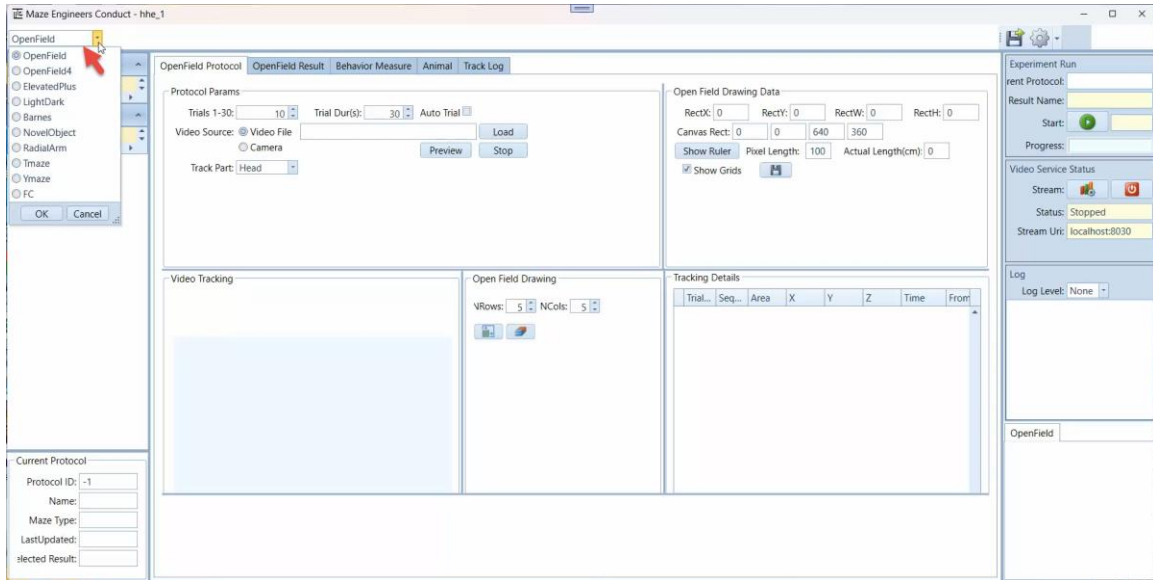 Maze Engineers Conduct - hhe_1
OpenField
OpenField
OpenField4
ElevatedPlus
LightDark
Barnes
NovelObject
RadialArm
Tmaze
Ymaze
FC
OK Cancel
OpenField Protocol OpenField Result Behavior Measure Animal Track Log
Protocol Params
Trials 1-30: 10 Trial Dur(s): 30 Auto Trial
Video Source: Video File Load
Camera Preview Stop
Track Part: Head
Open Field Drawing Data
RectX: 0 RectY: 0 RectW: 0 RectH: 0
Canvas Rect: 0 0 640 360
Show Ruler Pixel Length: 100 Actual Length(cm): 0
Show Grids
Video Tracking
Open Field Drawing
NRows: 5 NCols: 5
Tracking Details
Trial... Seq... Area X Y Z Time From
Experiment Run
rent Protocol:
Result Name:
Start:
Progress:
Video Service Status
Stream:
Status: Stopped
Stream Uri: localhost:8030
Log
Log Level: None
OpenField
Current Protocol
Protocol ID: -1
Name:
Maze Type:
LastUpdated:
elected Result: